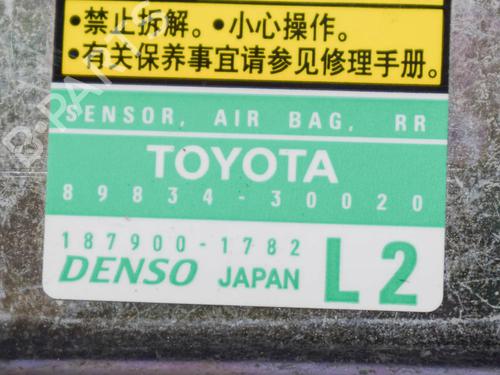 •禁止拆解。 •小心操作。
•有关保养事宜请参见修理手册。
SENSOR, AIR BAG, RR
TOYOTA
89834-30020
187900-1782
DENSO JAPAN L2
B-PARTS